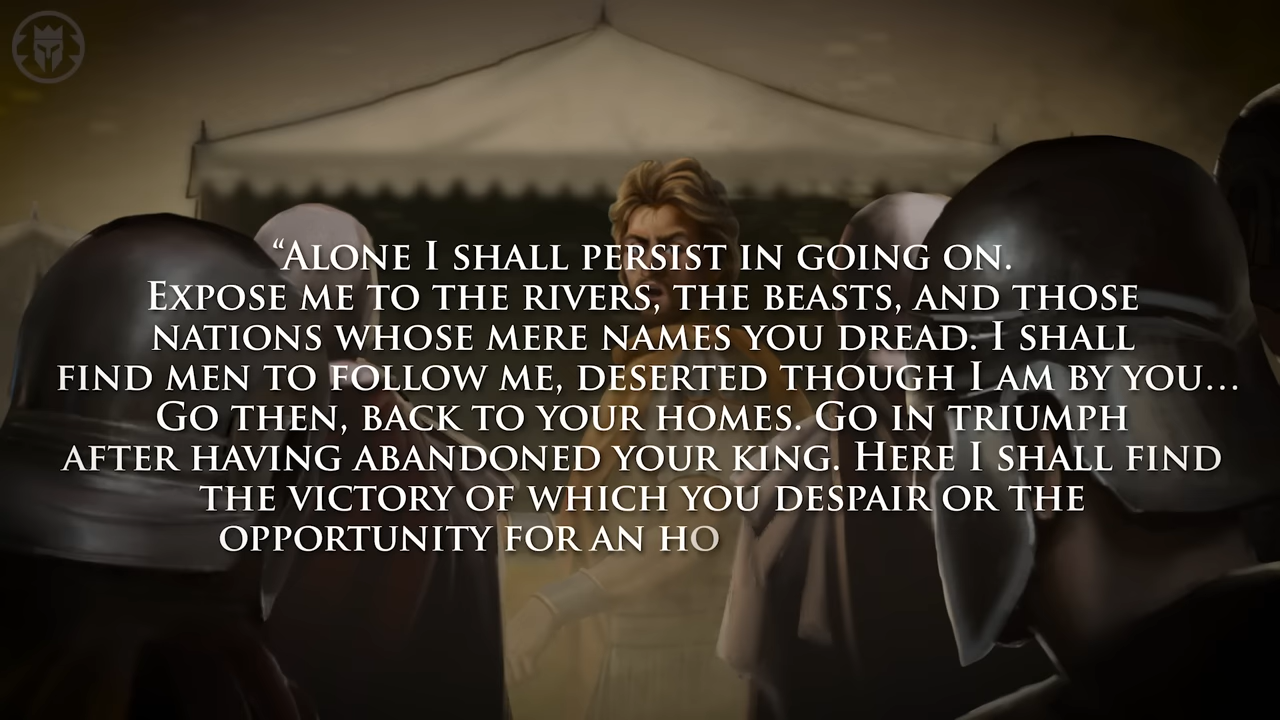 “Alone I shall persist in going on.
Expose me to the rivers, the beasts, and those
nations whose mere names you dread. I shall
find men to follow me, deserted though I am by you…
Go then, back to your homes. Go in triumph
after having abandoned your king. Here I shall find
the victory of which you despair or the
opportunity for an ho